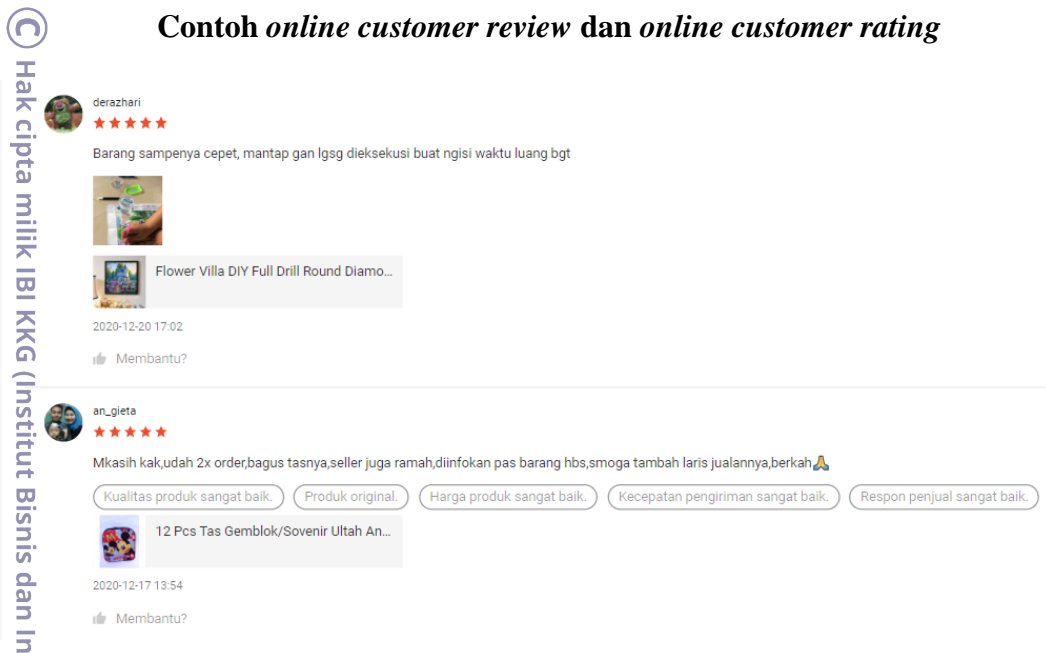 Contoh online customer review dan online customer rating
© Hak cipta milik IBI KKG (Institut Bisnis dan In
derazhari
Barang sampenya cepet, mantap gan lgsg dieksekusi buat ngisi waktu luang bgt
Flower Villa DIY Full Drill Round Diamo...
2020-12-20 17:02
Membantu?
an_gieta
Mkasih kak,udah 2x order,bagus tasnya,seller juga ramah,diinfokan pas barang hbs,smoga tambah laris jualannya,berkah🙏
Kualitas produk sangat baik. Produk original. Harga produk sangat baik. Kecepatan pengiriman sangat baik. Respon penjual sangat baik.
12 Pcs Tas Gemblok/Sovenir Ultah An...
2020-12-17 13:54
Membantu?